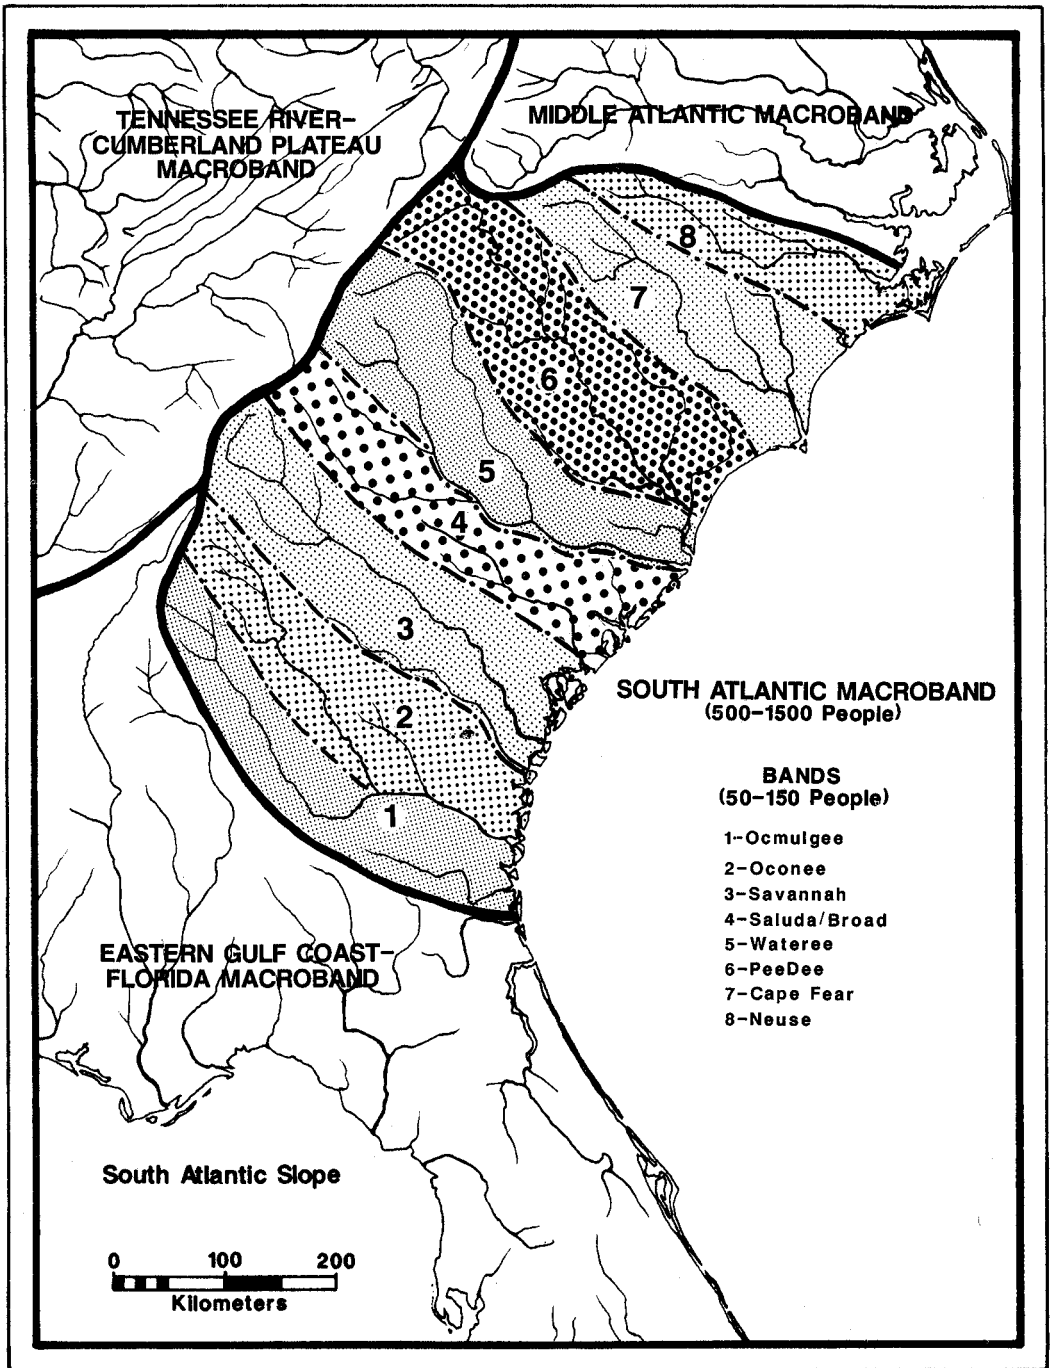 TENNESSEE RIVER-
CUMBERLAND PLATEAU
MACROBAND
MIDDLE ATLANTIC MACROBAND
8
7
6
5
4
3
2
1
SOUTH ATLANTIC MACROBAND
(500-1500 People)
BANDS
(50-150 People)
1-Ocmulgee
2-Oconee
3-Savannah
4-Saluda/Broad
5-Wateree
6-PeeDee
7-Cape Fear
8-Neuse
EASTERN GULF COAST-
FLORIDA MACROBAND
South Atlantic Slope
0 100 200
Kilometers